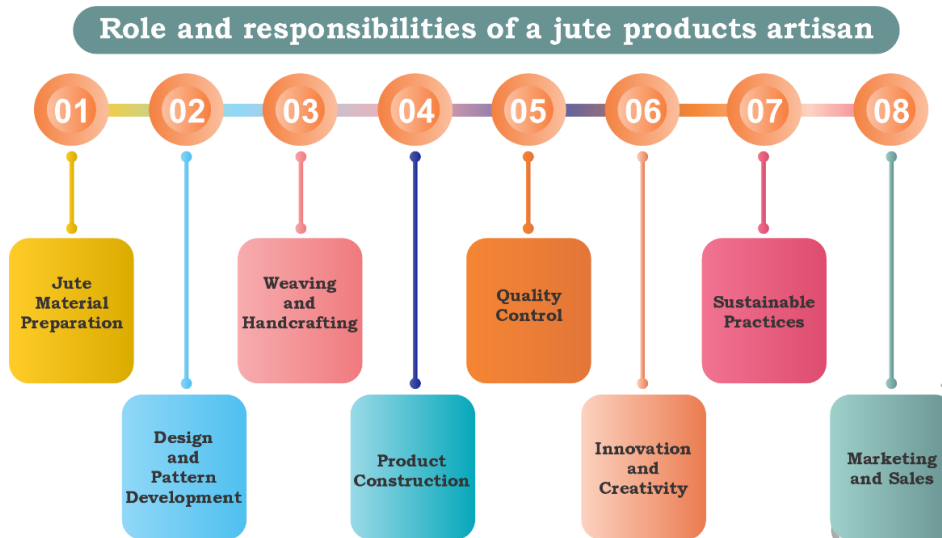 Role and responsibilities of a jute products artisan
01 02 03 04 05 06 07 08
Jute
Material
Preparation
Design
and
Pattern
Development
Weaving
and
Handcrafting
Product
Construction
Quality
Control
Innovation
and
Creativity
Sustainable
Practices
Marketing
and Sales